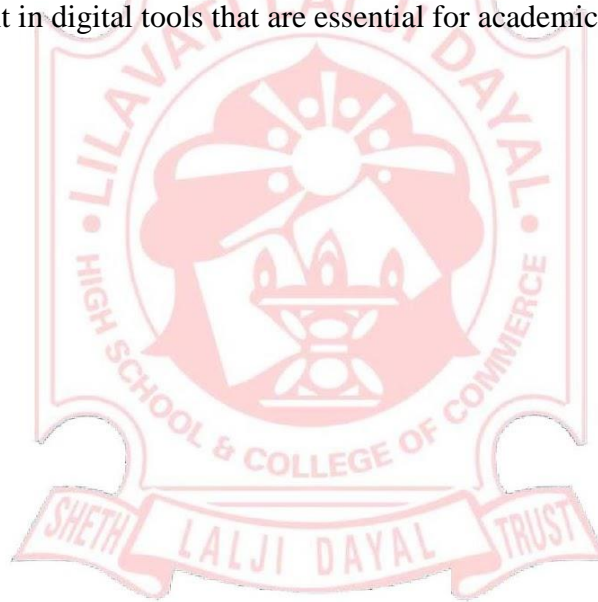 t in digital tools that are essential for academic
LILAVATI LALJI DAYAL
HIGH SCHOOL & COLLEGE OF COMMERCE
SHETH LALJI DAYAL TRUST